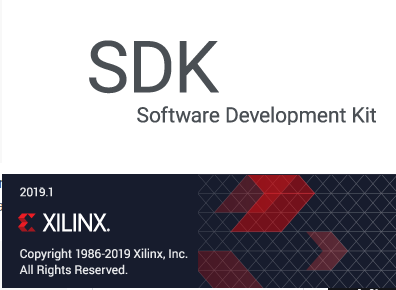 SDK
Software Development Kit
2019.1
XILINX.
Copyright 1986-2019 Xilinx, Inc.
All Rights Reserved.